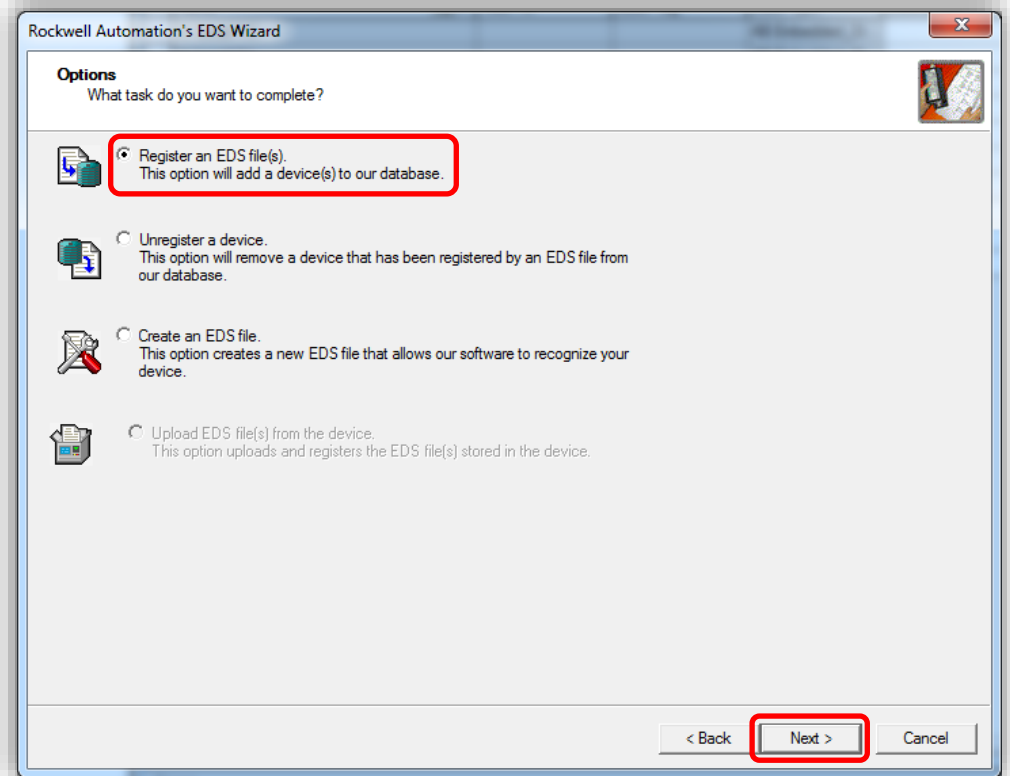 Rockwell Automation's EDS Wizard
Options
What task do you want to complete?
Register an EDS file(s).
This option will add a device(s) to our database.
Unregister a device.
This option will remove a device that has been registered by an EDS file from
our database.
Create an EDS file.
This option creates a new EDS file that allows our software to recognize your
device.
Upload EDS file(s) from the device.
This option uploads and registers the EDS file(s) stored in the device.
< Back
Next >
Cancel